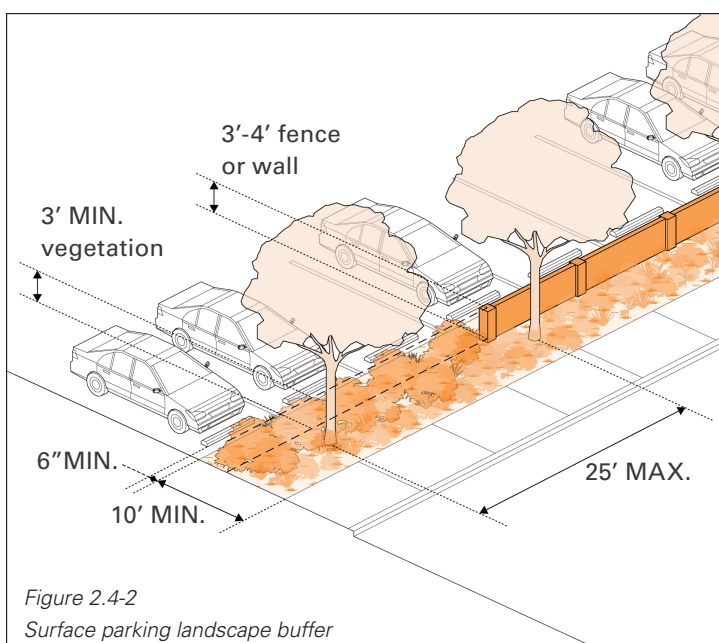 3’-4’ fence
or wall
3’ MIN.
vegetation
6” MIN.
10’ MIN.
25’ MAX.
Figure 2.4-2
Surface parking landscape buffer